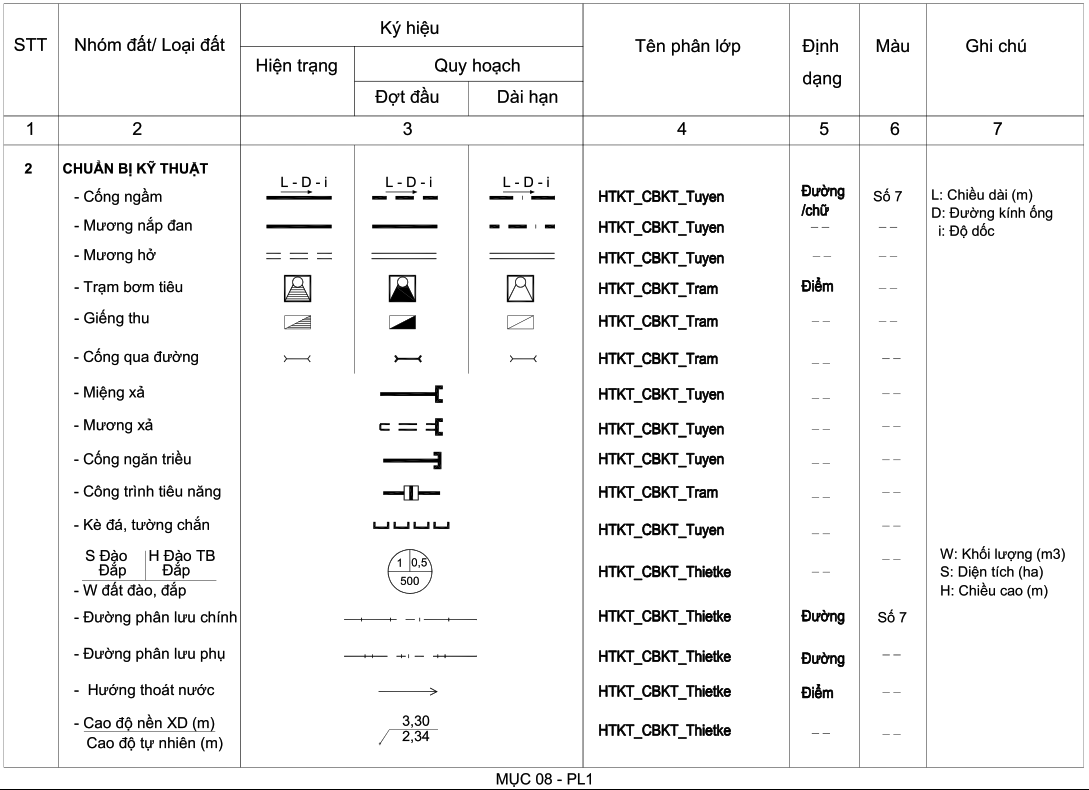 STT Nhóm đất/ Loại đất Ký hiệu Tên phân lớp Định dạng Màu Ghi chú
Hiện trạng Quy hoạch
Đợt đầu Dài hạn
1 2 3 4 5 6 7
2 CHUẨN BỊ KỸ THUẬT
L - D - i L - D - i L - D - i
- Cống ngầm HTKT_CBKT_Tuyen Đường /chữ Số 7 L: Chiều dài (m)
D: Đường kính ống
- Mương nắp đan HTKT_CBKT_Tuyen _ _ _ _ i: Độ dốc
- Mương hở HTKT_CBKT_Tuyen _ _ _ _
- Trạm bơm tiêu HTKT_CBKT_Tram Điểm _ _
- Giếng thu HTKT_CBKT_Tram _ _ _ _
- Cống qua đường HTKT_CBKT_Tram _ _ _ _
- Miệng xả HTKT_CBKT_Tuyen _ _ _ _
- Mương xả HTKT_CBKT_Tuyen _ _ _ _
- Cống ngăn triều HTKT_CBKT_Tuyen _ _ _ _
- Công trình tiêu năng HTKT_CBKT_Tram _ _ _ _
- Kè đá, tường chắn HTKT_CBKT_Tuyen _ _ _ _
S Đào H Đào TB 1 0,5 _ _ W: Khối lượng (m3)
Đắp Đắp 500 HTKT_CBKT_Thietke _ _ S: Diện tích (ha)
- W đất đào, đắp H: Chiều cao (m)
- Đường phân lưu chính HTKT_CBKT_Thietke Đường Số 7
- Đường phân lưu phụ HTKT_CBKT_Thietke Đường _ _
- Hướng thoát nước HTKT_CBKT_Thietke Điểm _ _
- Cao độ nền XD (m) 3,30 HTKT_CBKT_Thietke _ _ _ _
Cao độ tự nhiên (m) 2,34
MỤC 08 - PL1